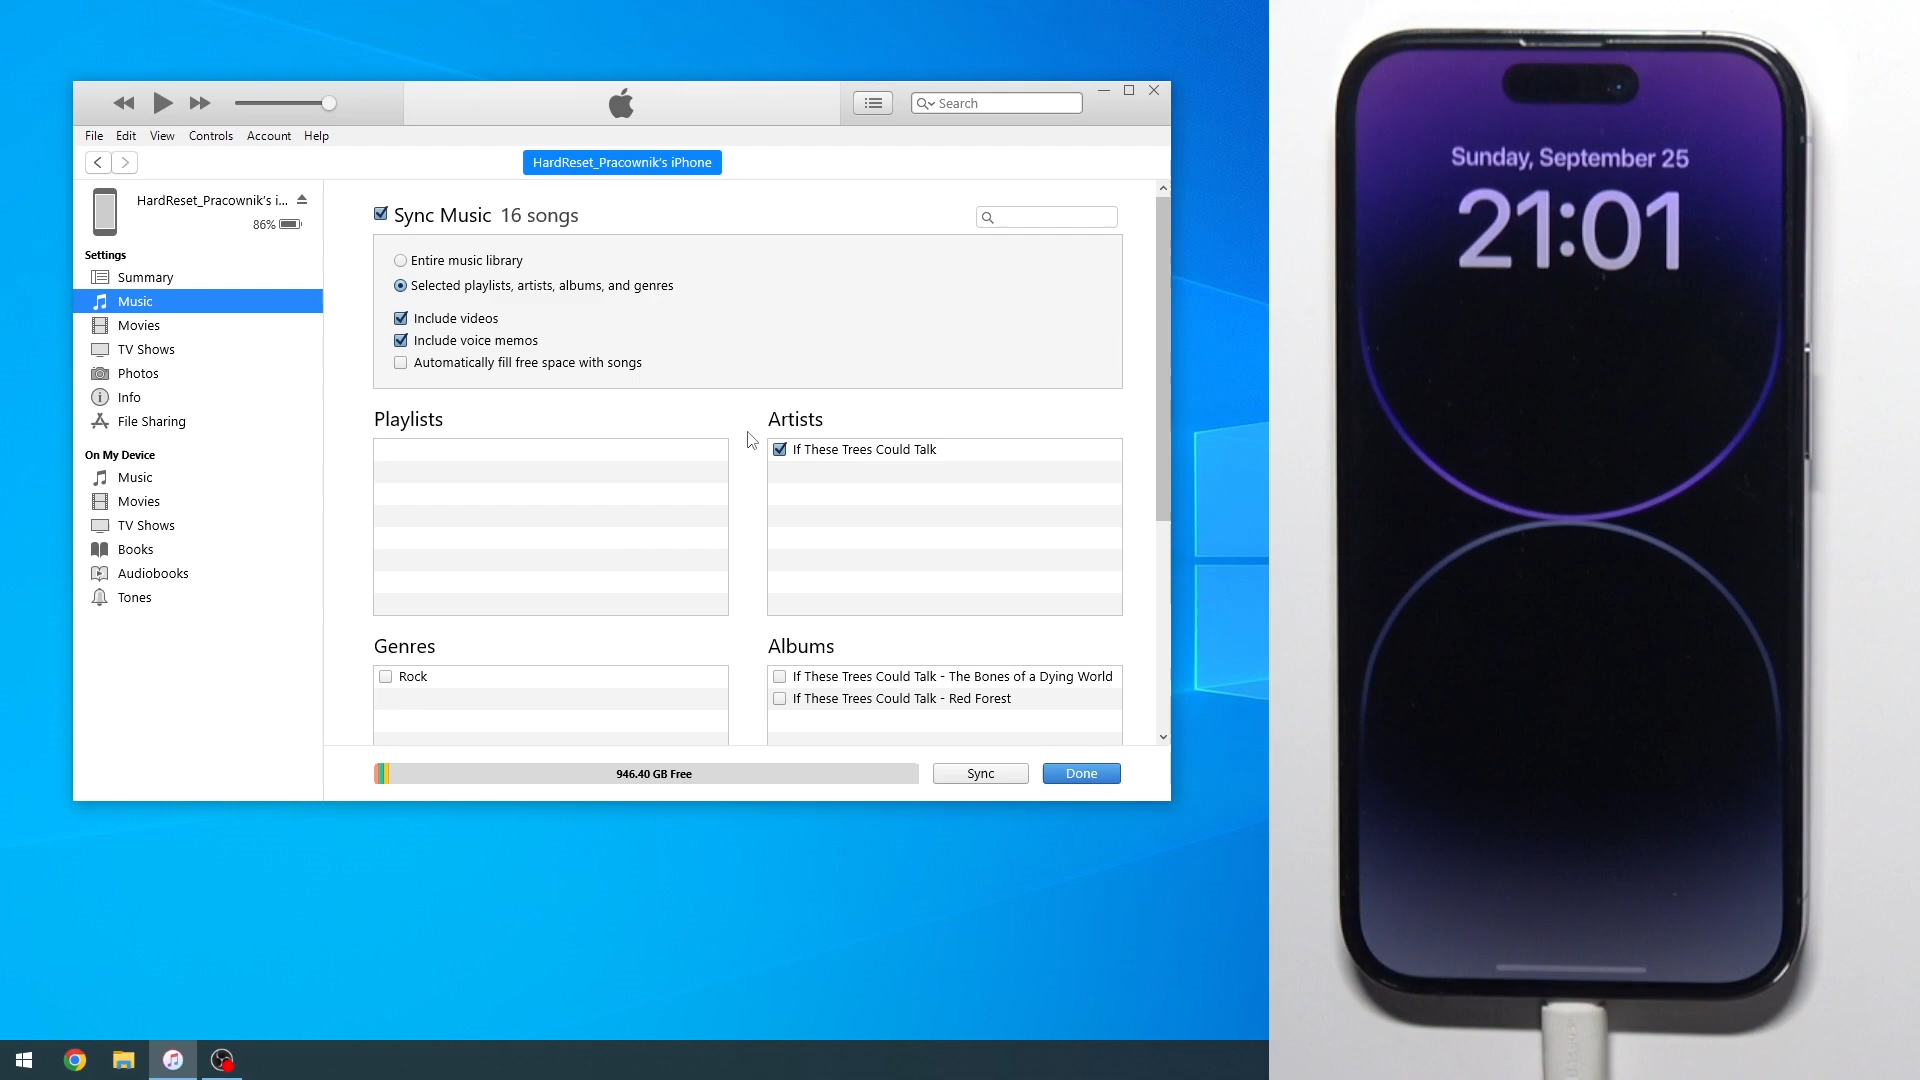 Search
File Edit View Controls Account Help
HardReset_Pracownik's iPhone
HardReset_Pracownik's i...
86%
Settings
Summary
Music
Movies
TV Shows
Photos
Info
File Sharing
On My Device
Music
Movies
TV Shows
Books
Audiobooks
Tones
Sync Music 16 songs
Entire music library
Selected playlists, artists, albums, and genres
Include videos
Include voice memos
Automatically fill free space with songs
Playlists
Artists
If These Trees Could Talk
Genres
Rock
Albums
If These Trees Could Talk - The Bones of a Dying World
If These Trees Could Talk - Red Forest
946.40 GB Free
Sync
Done
Sunday, September 25
21:01